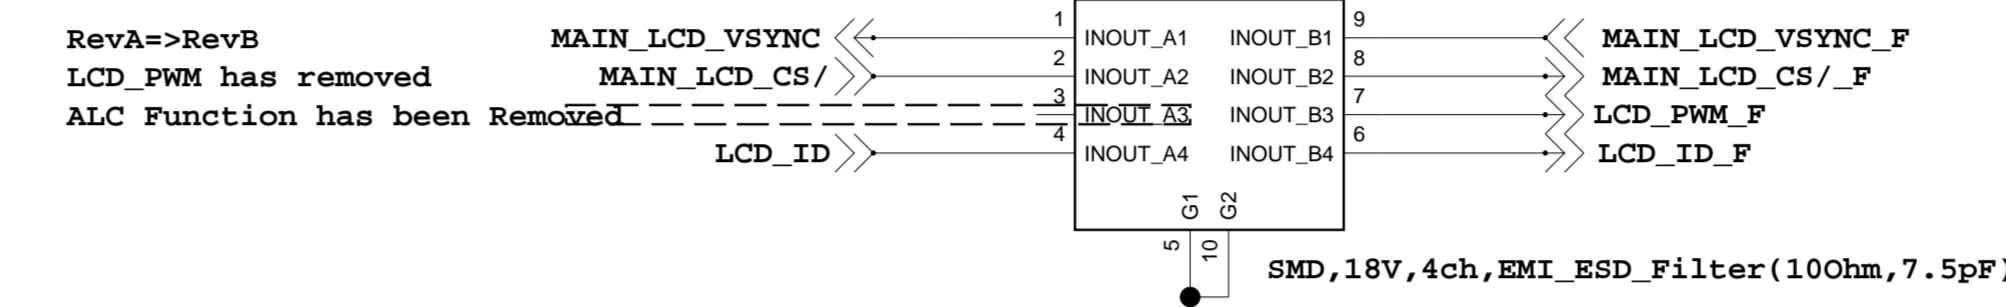 RevA=>RevB
LCD_PWM has removed
ALC Function has been Removed
MAIN_LCD_VSYNC
MAIN_LCD_CS/
LCD_ID
1
2
3
4
INOUT_A1 INOUT_B1
INOUT_A2 INOUT_B2
INOUT_A3 INOUT_B3
INOUT_A4 INOUT_B4
G1 G2
9
8
7
6
MAIN_LCD_VSYNC_F
MAIN_LCD_CS/_F
LCD_PWM_F
LCD_ID_F
5 10
SMD,18V,4ch,EMI_ESD_Filter(10Ohm,7.5pF)